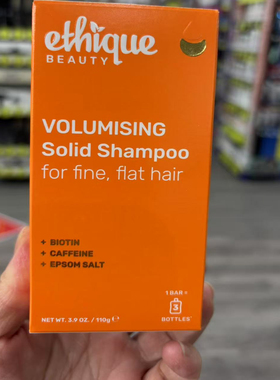 ethique
BEAUTY
VOLUMISING
Solid Shampoo
for fine, flat hair
+ BIOTIN
+ CAFFEINE
+ EPSOM SALT
1 BAR =
3
BOTTLES*
NET WT. 3.9 OZ. / 110g e